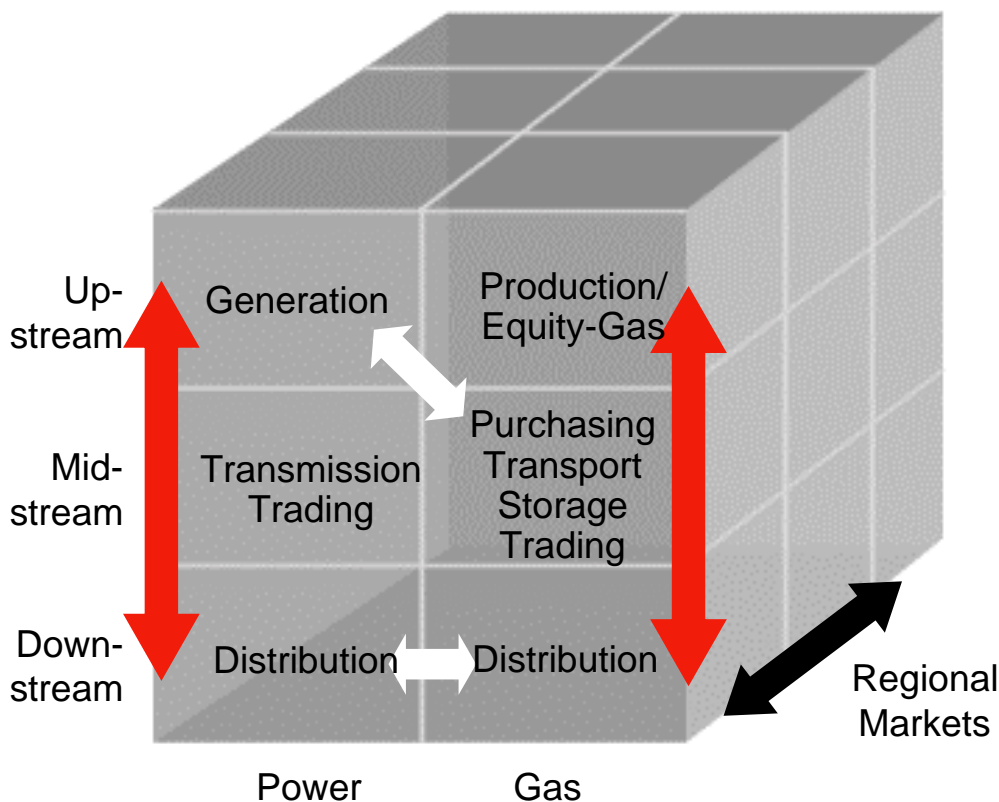 Up-
stream
Generation
Production/
Equity-Gas
Mid-
stream
Transmission
Trading
Purchasing
Transport
Storage
Trading
Down-
stream
Distribution
Distribution
Regional
Markets
Power
Gas